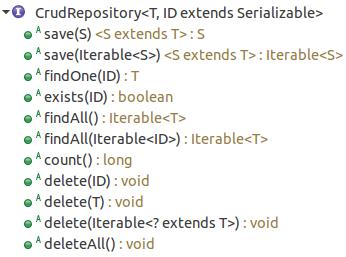 I CrudRepository<T, ID extends Serializable>
A save(S) <S extends T> : S
A save(Iterable<S>) <S extends T> : Iterable<S>
A findOne(ID) : T
A exists(ID) : boolean
A findAll() : Iterable<T>
A findAll(Iterable<ID>) : Iterable<T>
A count() : long
A delete(ID) : void
A delete(T) : void
A delete(Iterable<? extends T>) : void
A deleteAll() : void